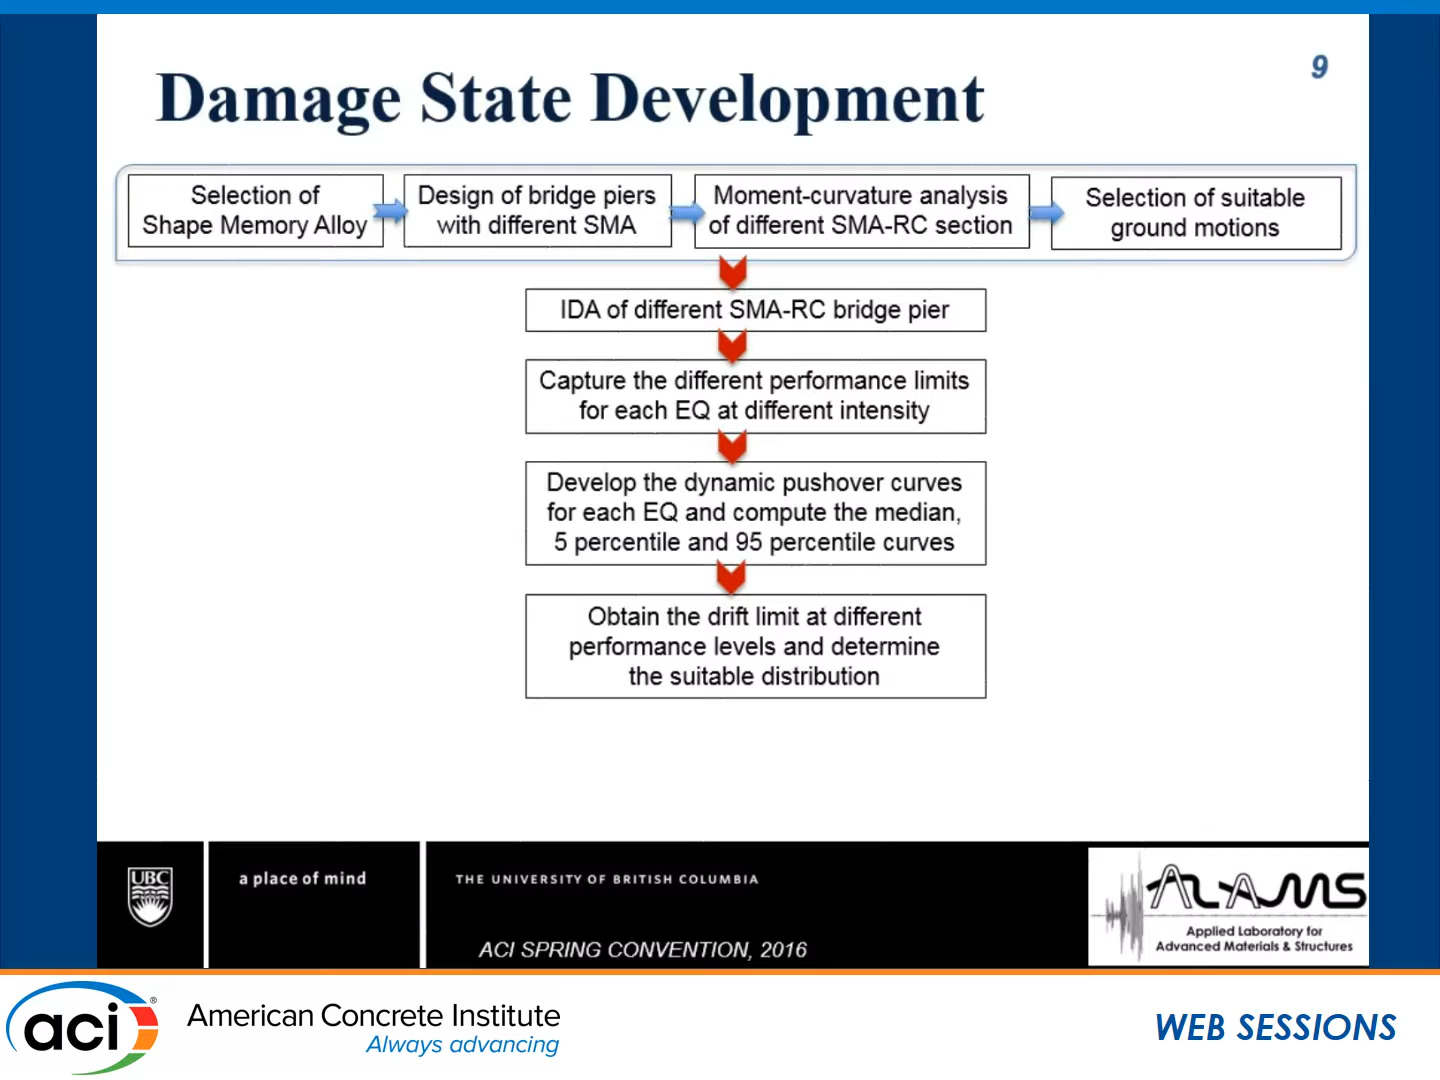 Damage State Development
9
Selection of
Shape Memory Alloy
Design of bridge piers
with different SMA
Moment-curvature analysis
of different SMA-RC section
Selection of suitable
ground motions
IDA of different SMA-RC bridge pier
Capture the different performance limits
for each EQ at different intensity
Develop the dynamic pushover curves
for each EQ and compute the median,
5 percentile and 95 percentile curves
Obtain the drift limit at different
performance levels and determine
the suitable distribution
UBC
a place of mind
THE UNIVERSITY OF BRITISH COLUMBIA
ACI SPRING CONVENTION, 2016
ALAMS
Applied Laboratory for
Advanced Materials & Structures
aci®
American Concrete Institute
Always advancing
WEB SESSIONS